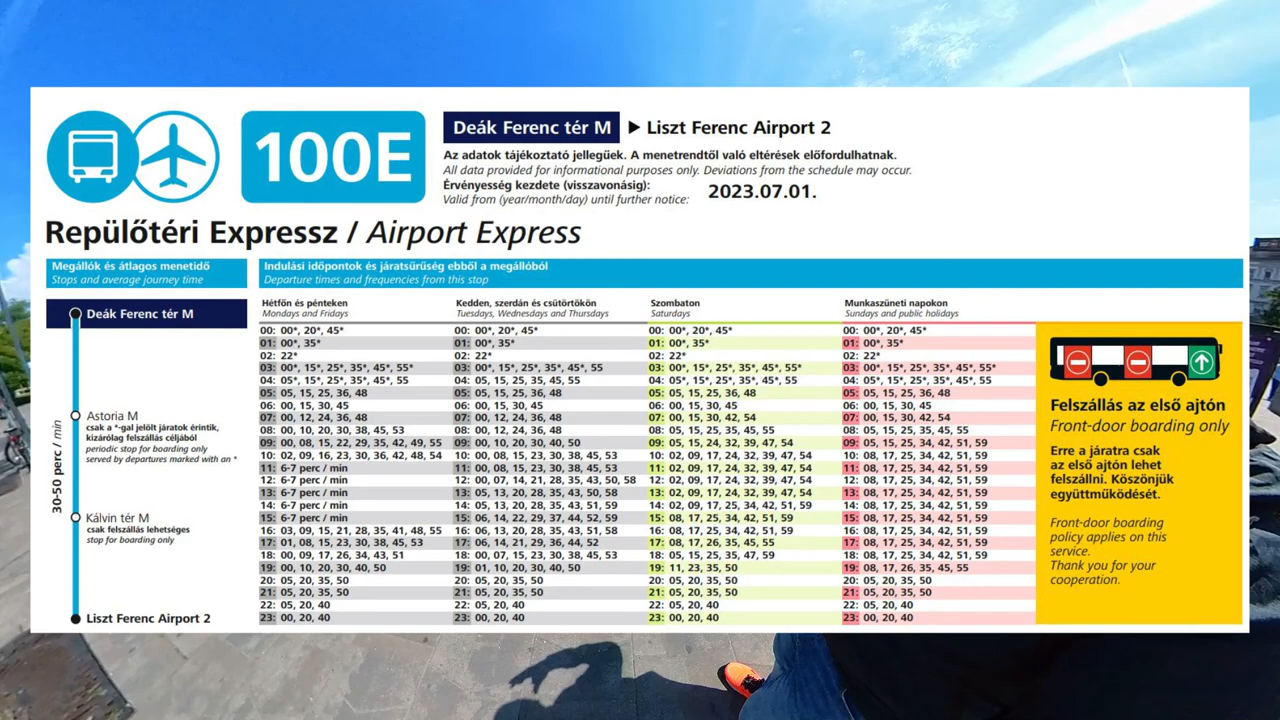 100E
Deák Ferenc tér M ▶ Liszt Ferenc Airport 2
Az adatok tájékoztató jellegűek. A menetrendtől való eltérések előfordulhatnak.
All data provided for informational purposes only. Deviations from the schedule may occur.
Érvényesség kezdete (visszavonásig):
Valid from (year/month/day) until further notice:
2023.07.01.
Repülőtéri Expressz / Airport Express
Megállók és átlagos menetidő
Stops and average journey time
Indulási időpontok és járatsűrűség ebből a megállóból
Departure times and frequencies from this stop
Deák Ferenc tér M
Astoria M
csak a *-gal jelölt járatok érintik,
kizárólag felszállás céljából
periodic stop for boarding only
served by departures marked with an *
Kálvin tér M
csak felszállás lehetséges
stop for boarding only
Liszt Ferenc Airport 2
30-50 perc / min
Hétfőn és pénteken
Mondays and Fridays
00: 00*, 20*, 45*
01: 00*, 35*
02: 22*
03: 00*, 15*, 25*, 35*, 45*, 55*
04: 05*, 15*, 25*, 35*, 45*, 55
05: 05, 15, 25, 36, 48
06: 00, 15, 30, 45
07: 00, 12, 24, 36, 48
08: 00, 10, 20, 30, 38, 45, 53
09: 00, 08, 15, 22, 29, 35, 42, 49, 55
10: 02, 09, 16, 23, 30, 36, 42, 48, 54
11: 6-7 perc / min
12: 6-7 perc / min
13: 6-7 perc / min
14: 6-7 perc / min
15: 6-7 perc / min
16: 03, 09, 15, 21, 28, 35, 41, 48, 55
17: 01, 08, 15, 23, 30, 38, 45, 53
18: 00, 09, 17, 26, 34, 43, 51
19: 00, 10, 20, 30, 40, 50
20: 05, 20, 35, 50
21: 05, 20, 35, 50
22: 05, 20, 40
23: 00, 20, 40
Kedden, szerdán és csütörtökön
Tuesdays, Wednesdays and Thursdays
00: 00*, 20*, 45*
01: 00*, 35*
02: 22*
03: 00*, 15*, 25*, 35*, 45*, 55
04: 05, 15, 25, 35, 45, 55
05: 05, 15, 25, 36, 48
06: 00, 15, 30, 45
07: 00, 12, 24, 36, 48
08: 00, 12, 24, 36, 48
09: 00, 10, 20, 30, 40, 50
10: 00, 08, 15, 23, 30, 38, 45, 53
11: 00, 08, 15, 23, 30, 38, 45, 53
12: 00, 07, 14, 21, 28, 35, 43, 50, 58
13: 05, 13, 20, 28, 35, 43, 50, 58
14: 05, 13, 20, 28, 35, 43, 51, 59
15: 06, 14, 22, 29, 37, 44, 52, 59
16: 06, 13, 20, 28, 35, 43, 51, 58
17: 06, 14, 21, 29, 36, 44, 52
18: 00, 07, 15, 23, 30, 38, 45, 53
19: 01, 10, 20, 30, 40, 50
20: 05, 20, 35, 50
21: 05, 20, 35, 50
22: 05, 20, 40
23: 00, 20, 40
Szombaton
Saturdays
00: 00*, 20*, 45*
01: 00*, 35*
02: 22*
03: 00*, 15*, 25*, 35*, 45*, 55*
04: 05*, 15*, 25*, 35*, 45*, 55
05: 05, 15, 25, 36, 48
06: 00, 15, 30, 45
07: 00, 15, 30, 42, 54
08: 05, 15, 25, 35, 45, 55
09: 05, 15, 24, 32, 39, 47, 54
10: 02, 09, 17, 24, 32, 39, 47, 54
11: 02, 09, 17, 24, 32, 39, 47, 54
12: 02, 09, 17, 24, 32, 39, 47, 54
13: 02, 09, 17, 24, 32, 39, 47, 54
14: 02, 09, 17, 25, 34, 42, 51, 59
15: 08, 17, 25, 34, 42, 51, 59
16: 08, 17, 25, 34, 42, 51, 59
17: 08, 17, 26, 35, 45, 55
18: 05, 15, 25, 35, 47, 59
19: 11, 23, 35, 50
20: 05, 20, 35, 50
21: 05, 20, 35, 50
22: 05, 20, 40
23: 00, 20, 40
Munkaszüneti napokon
Sundays and public holidays
00: 00*, 20*, 45*
01: 00*, 35*
02: 22*
03: 00*, 15*, 25*, 35*, 45*, 55*
04: 05*, 15*, 25*, 35*, 45*, 55
05: 05, 15, 25, 36, 48
06: 00, 15, 30, 45
07: 00, 15, 30, 42, 54
08: 05, 15, 25, 35, 45, 55
09: 05, 15, 25, 34, 42, 51, 59
10: 08, 17, 25, 34, 42, 51, 59
11: 08, 17, 25, 34, 42, 51, 59
12: 08, 17, 25, 34, 42, 51, 59
13: 08, 17, 25, 34, 42, 51, 59
14: 08, 17, 25, 34, 42, 51, 59
15: 08, 17, 25, 34, 42, 51, 59
16: 08, 17, 25, 34, 42, 51, 59
17: 08, 17, 25, 34, 42, 51, 59
18: 08, 17, 25, 34, 42, 51, 59
19: 08, 17, 26, 35, 45, 55
20: 05, 20, 35, 50
21: 05, 20, 35, 50
22: 05, 20, 40
23: 00, 20, 40
Felszállás az első ajtón
Front-door boarding only
Erre a járatra csak
az első ajtón lehet
felszállni. Köszönjük
együttműködését.
Front-door boarding
policy applies on this
service.
Thank you for your
cooperation.